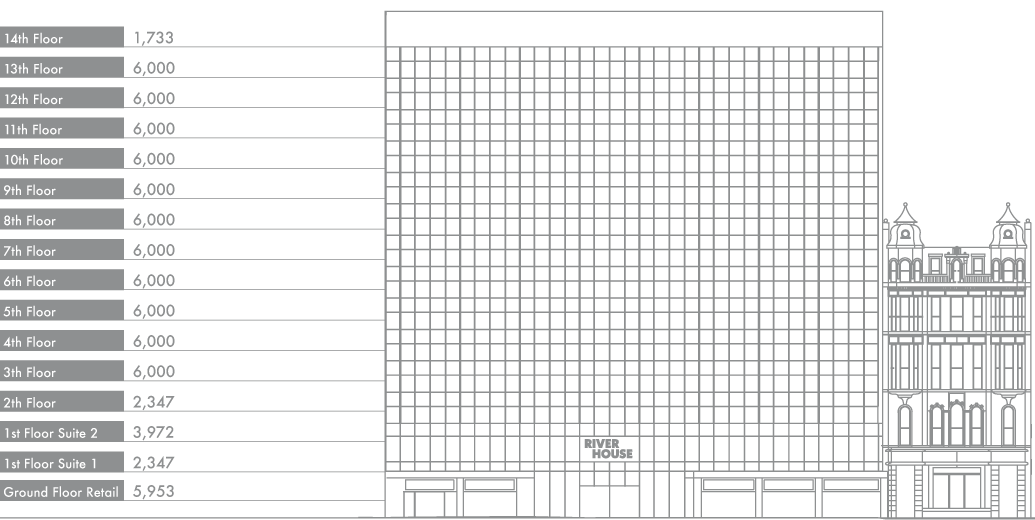 14th Floor 1,733
13th Floor 6,000
12th Floor 6,000
11th Floor 6,000
10th Floor 6,000
9th Floor 6,000
8th Floor 6,000
7th Floor 6,000
6th Floor 6,000
5th Floor 6,000
4th Floor 6,000
3th Floor 6,000
2th Floor 2,347
1st Floor Suite 2 3,972
1st Floor Suite 1 2,347
Ground Floor Retail 5,953
RIVER
HOUSE